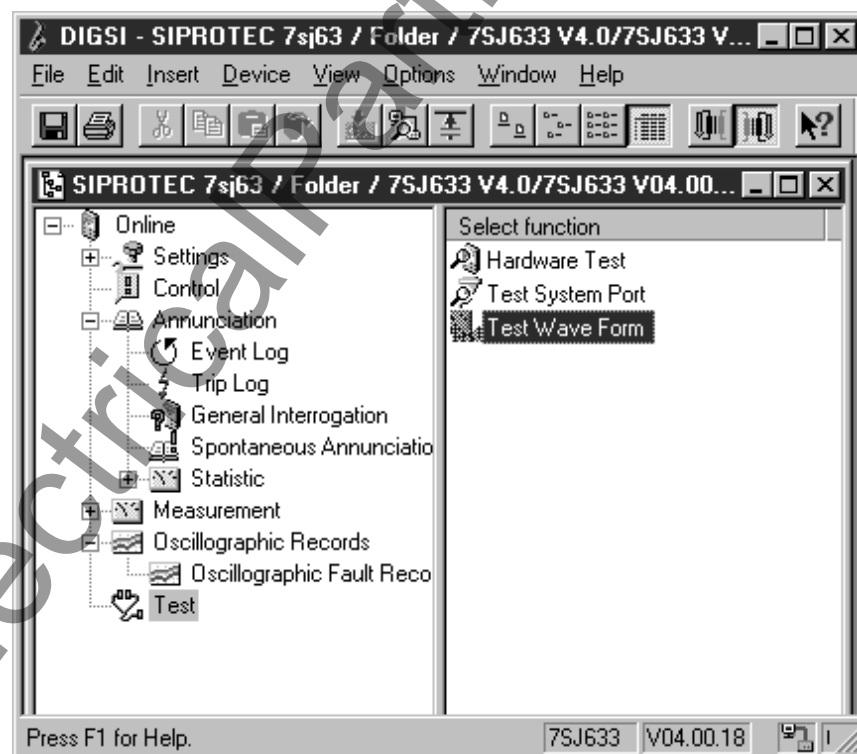 DIGSI - SIPROTEC 7sj63 / Folder / 7SJ633 V4.0/7SJ633 V...
File Edit Insert Device View Options Window Help
SIPROTEC 7sj63 / Folder / 7SJ633 V4.0/7SJ633 V04.00...
Online
Settings
Control
Annunciation
Event Log
Trip Log
General Interrogation
Spontaneous Annunciatio
Statistic
Measurement
Oscillographic Records
Oscillographic Fault Reco
Test
Select function
Hardware Test
Test System Port
Test Wave Form
Press F1 for Help.
7SJ633 V04.00.18
ectricalPart